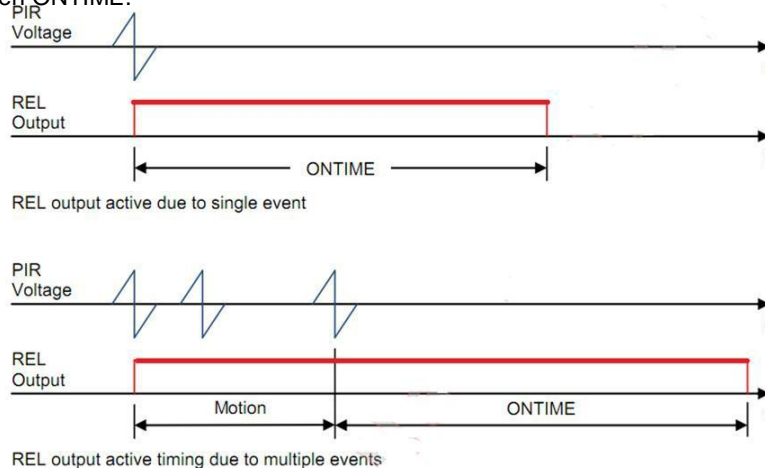 ONTIME.
PIR
Voltage
REL
Output
ONTIME
REL output active due to single event
PIR
Voltage
REL
Output
Motion
ONTIME
REL output active timing due to multiple events